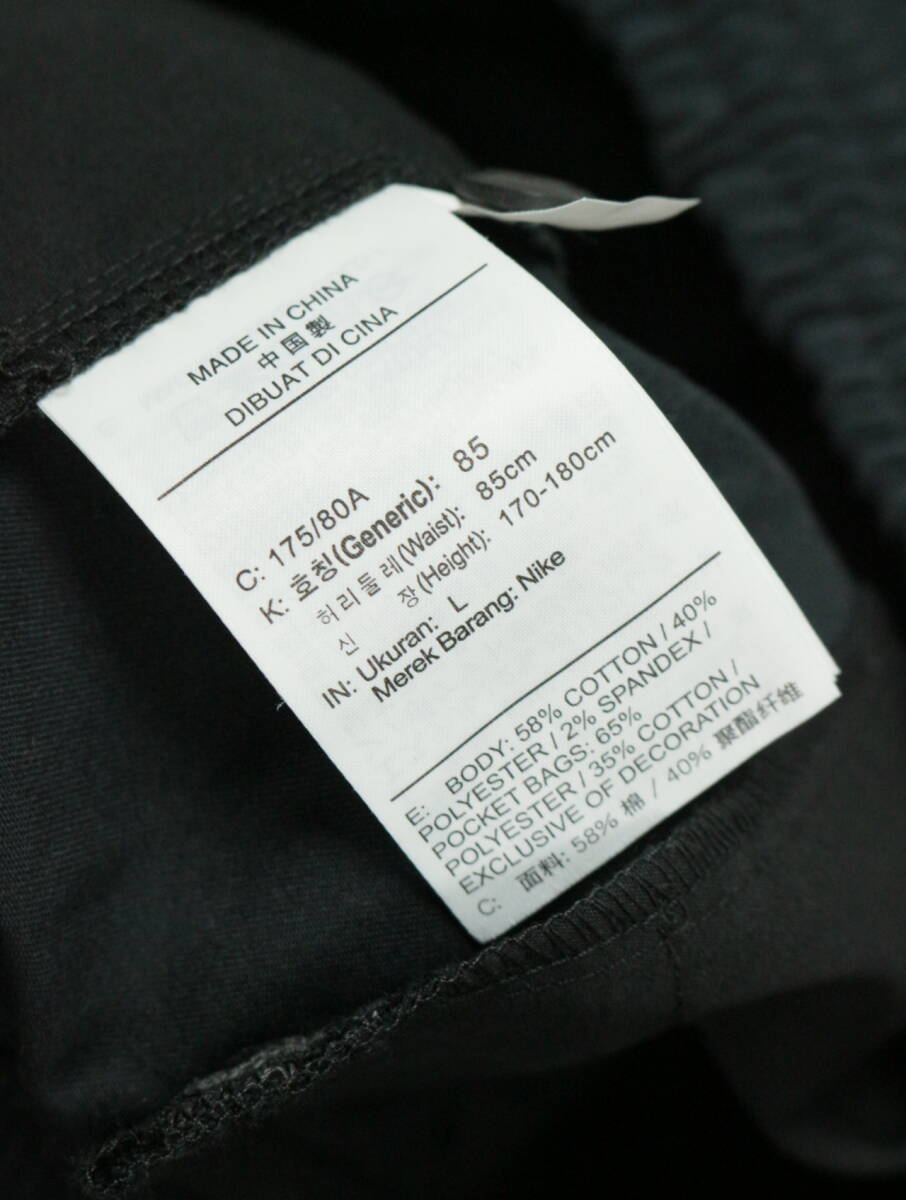 MADE IN CHINA
中国製
DIBUAT DI CINA
C: 175/80A
K: 호칭(Generic): 85
허리둘레(Waist): 85cm
신 장(Height): 170-180cm
IN: Ukuran: L
Merek Barang: Nike
E: BODY: 58% COTTON / 40%
POLYESTER / 2% SPANDEX /
POCKET BAGS: 65%
POLYESTER / 35% COTTON /
EXCLUSIVE OF DECORATION
C: 面料: 58% 棉 / 40% 聚酯纤维